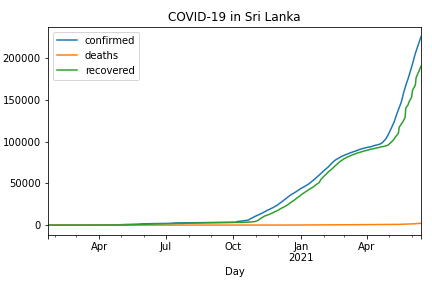 COVID-19 in Sri Lanka
confirmed
deaths
recovered
200000
150000
100000
50000
0
Apr Jul Oct Jan Apr
2021
Day